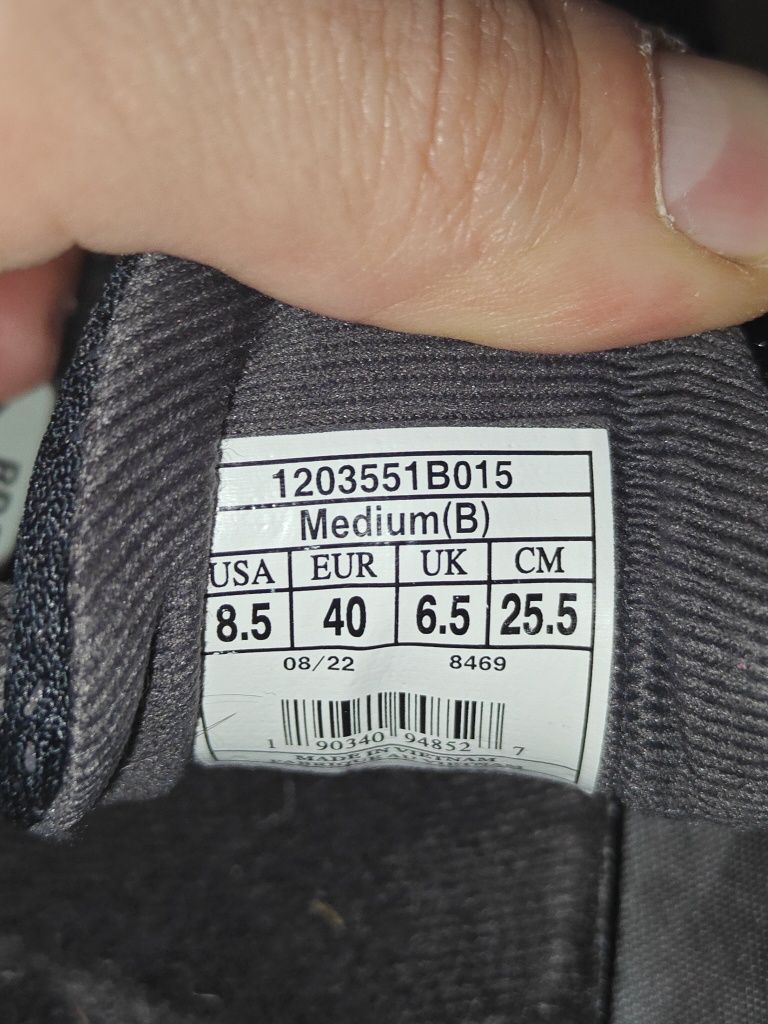 1203551B015
Medium(B)
USA EUR UK CM
8.5 40 6.5 25.5
08/22 8469
1 90340 94852 7
MADE IN VIETNAM